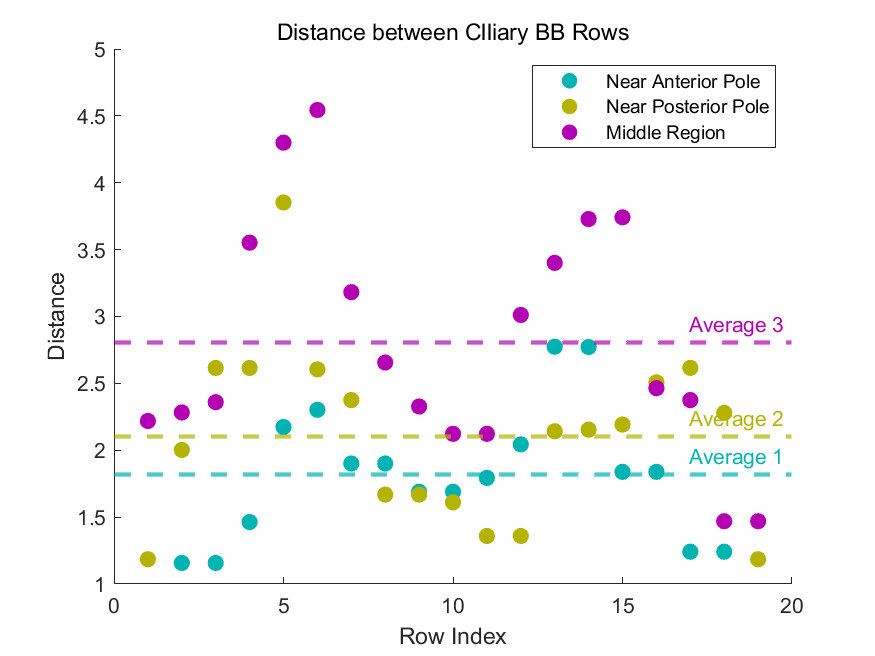 Distance between CIliary BB Rows
5
4.5
4
3.5
3
2.5
2
1.5
1
Distance
Near Anterior Pole
Near Posterior Pole
Middle Region
Average 3
Average 2
Average 1
0
5
10
15
20
Row Index